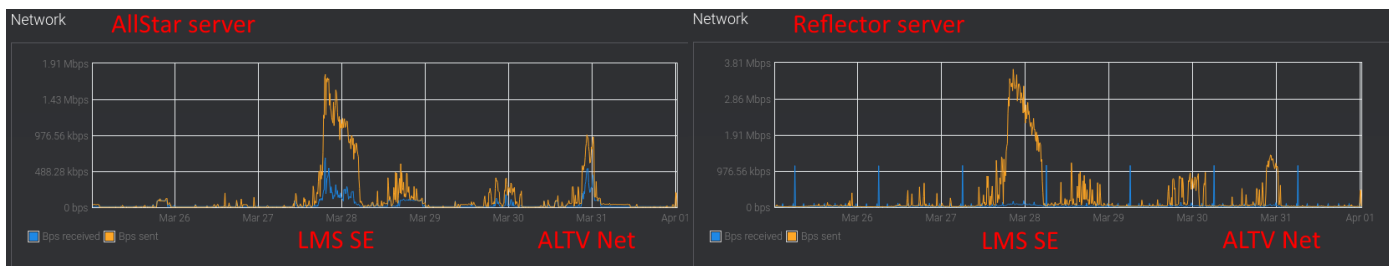 Network
AllStar server
1.91 Mbps
1.43 Mbps
976.56 kbps
488.28 kbps
0 bps
Mar 26
Mar 27
Mar 28
Mar 29
Mar 30
Mar 31
Apr 01
Bps received
Bps sent
LMS SE
ALTV Net
Network
Reflector server
3.81 Mbps
2.86 Mbps
1.91 Mbps
976.56 kbps
0 bps
Mar 26
Mar 27
Mar 28
Mar 29
Mar 30
Mar 31
Apr 01
Bps received
Bps sent
LMS SE
ALTV Net